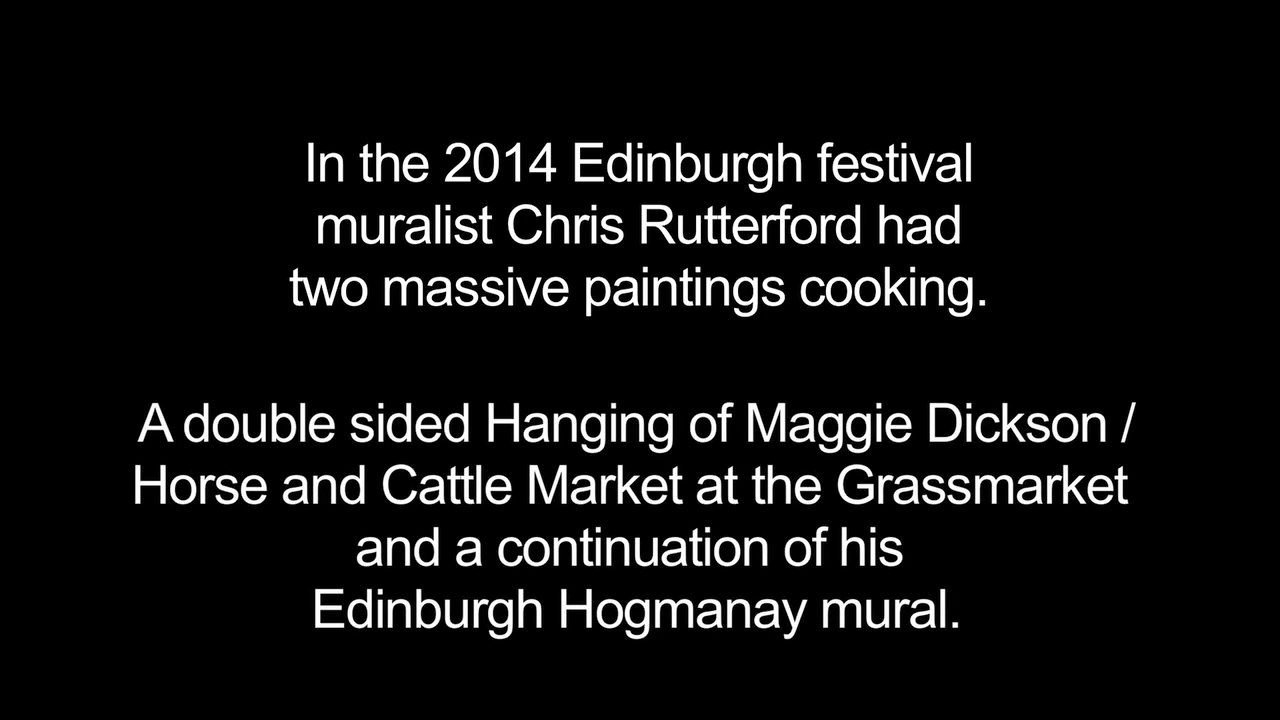 In the 2014 Edinburgh festival
muralist Chris Rutterford had
two massive paintings cooking.
A double sided Hanging of Maggie Dickson /
Horse and Cattle Market at the Grassmarket
and a continuation of his
Edinburgh Hogmanay mural.